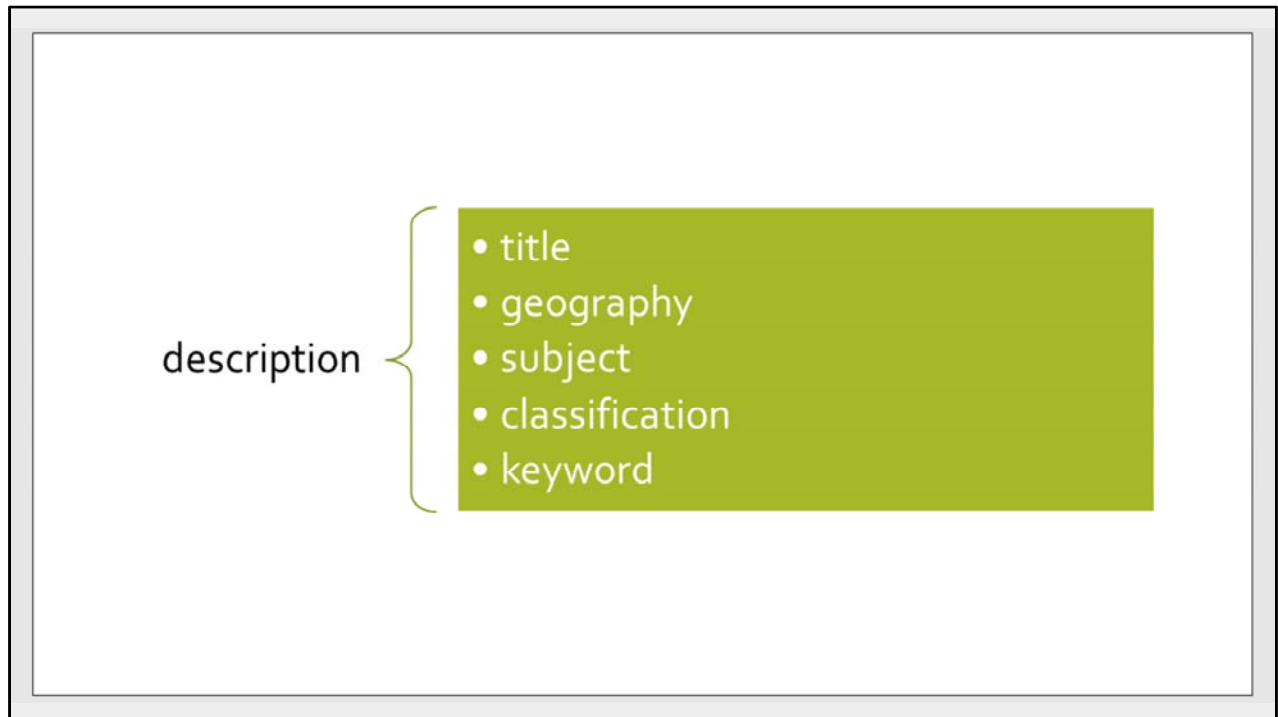 description
• title
• geography
• subject
• classification
• keyword